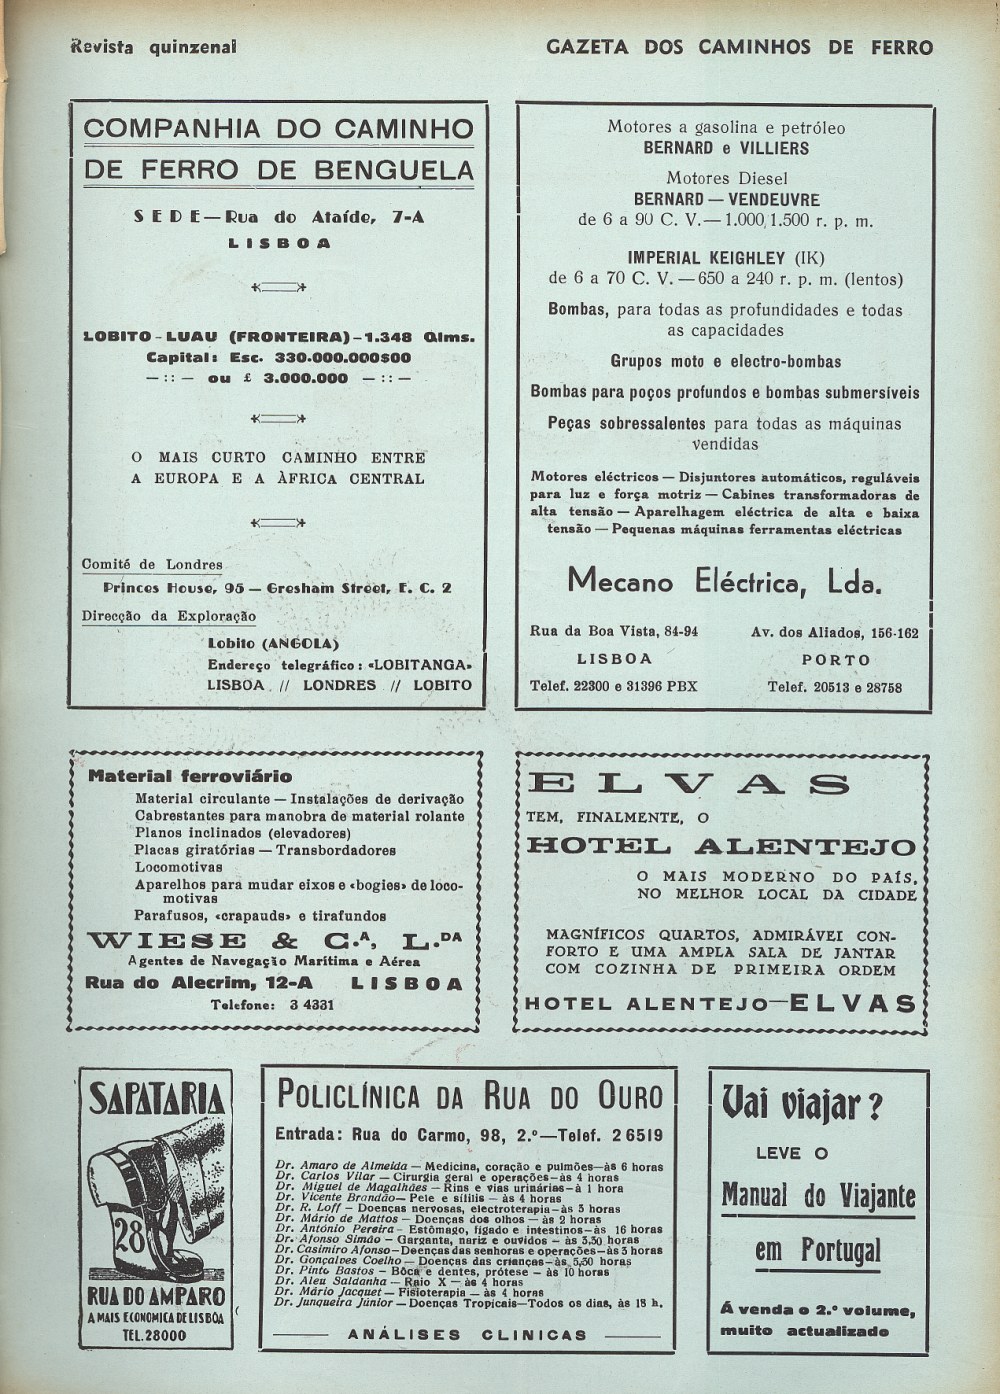 Revista quinzenal
GAZETA DOS CAMINHOS DE FERRO
COMPANHIA DO CAMINHO
DE FERRO DE BENGUELA
SEDE—Rua do Ataíde, 7-A
LISBOA
LOBITO - LUAU (FRONTEIRA) - 1.348 Qlms.
Capital: Esc. 330.000.000$00
— :: — ou £ 3.000.000 — :: —
O MAIS CURTO CAMINHO ENTRE
A EUROPA E A ÀFRICA CENTRAL
Comité de Londres
Princes House, 95 — Gresham Street, E. C. 2
Direcção da Exploração
Lobito (ANGOLA)
Endereço telegráfico: «LOBITANGA»
LISBOA // LONDRES // LOBITO
Motores a gasolina e petróleo
BERNARD e VILLIERS
Motores Diesel
BERNARD — VENDEUVRE
de 6 a 90 C. V. — 1.000/1.500 r. p. m.
IMPERIAL KEIGHLEY (IK)
de 6 a 70 C. V. — 650 a 240 r. p. m. (lentos)
Bombas, para todas as profundidades e todas
as capacidades
Grupos moto e electro-bombas
Bombas para poços profundos e bombas submersíveis
Peças sobressalentes para todas as máquinas
vendidas
Motores eléctricos — Disjuntores automáticos, reguláveis
para luz e força motriz — Cabines transformadoras de
alta tensão — Aparelhagem eléctrica de alta e baixa
tensão — Pequenas máquinas ferramentas eléctricas
Mecano Eléctrica, Lda.
Rua da Boa Vista, 84-94
LISBOA
Telef. 22300 e 31396 PBX
Av. dos Aliados, 156-162
PORTO
Telef. 20513 e 28758
Material ferroviário
Material circulante — Instalações de derivação
Cabrestantes para manobra de material rolante
Planos inclinados (elevadores)
Placas giratórias — Transbordadores
Locomotivas
Aparelhos para mudar eixos e «bogies» de loco-
motivas
Parafusos, «crapauds» e tirafundos
WIESE & C.A, L.DA
Agentes de Navegação Marítima e Aérea
Rua do Alecrim, 12-A LISBOA
Telefone: 3 4331
ELVAS
TEM, FINALMENTE, O
HOTEL ALENTEJO
O MAIS MODERNO DO PAÍS,
NO MELHOR LOCAL DA CIDADE
MAGNÍFICOS QUARTOS, ADMIRÁVEI CON-
FORTO E UMA AMPLA SALA DE JANTAR
COM COZINHA DE PRIMEIRA ORDEM
HOTEL ALENTEJO—ELVAS
SAPATARIA
28
RUA DO AMPARO
A MAIS ECONOMICA DE LISBOA
TEL. 28000
POLICLÍNICA DA RUA DO OURO
Entrada: Rua do Carmo, 98, 2.º—Telef. 2 6519
Dr. Amaro de Almeida — Medicina, coração e pulmões—às 6 horas
Dr. Carlos Vilar — Cirurgia geral e operações—às 4 horas
Dr. Miguel de Magalhães — Rins e vias urinárias—à 1 hora
Dr. Vicente Brandão— Pele e sífilis — às 4 horas
Dr. R. Loff — Doenças nervosas, electroterapia—às 5 horas
Dr. Mário de Mattos — Doenças dos olhos — às 2 horas
Dr. António Pereira — Estômago, fígado e intestinos—às 16 horas
Dr. Afonso Simão — Garganta, nariz e ouvidos — às 3,30 horas
Dr. Casimiro Afonso—Doenças das senhoras e operações—às 3 horas
Dr. Gonçalves Coelho — Doenças das crianças—às 5,30 horas
Dr. Pinto Bastos — Bôca e dentes, prótese — às 10 horas
Dr. Aleu Saldanha — Raio X — às 4 horas
Dr. Mário Jacquet — Fisioterapia — às 4 horas
Dr. Junqueira Júnior — Doenças Tropicais—Todos os dias, às 18 h.
ANÁLISES CLINICAS
Vai viajar?
LEVE O
Manual do Viajante
em Portugal
Á venda o 2.º volume,
muito actualizado